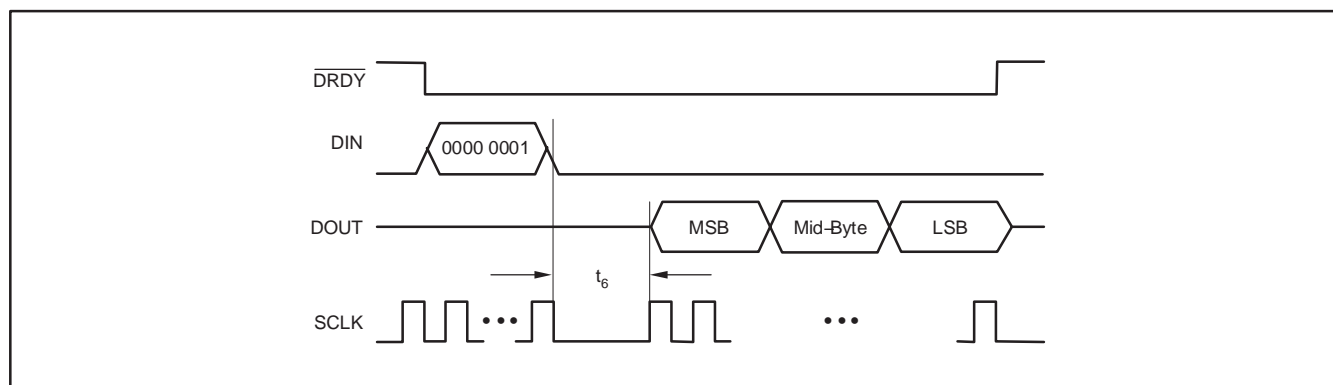 DRDY
DIN
0000 0001
DOUT
MSB
Mid-Byte
LSB
t6
SCLK